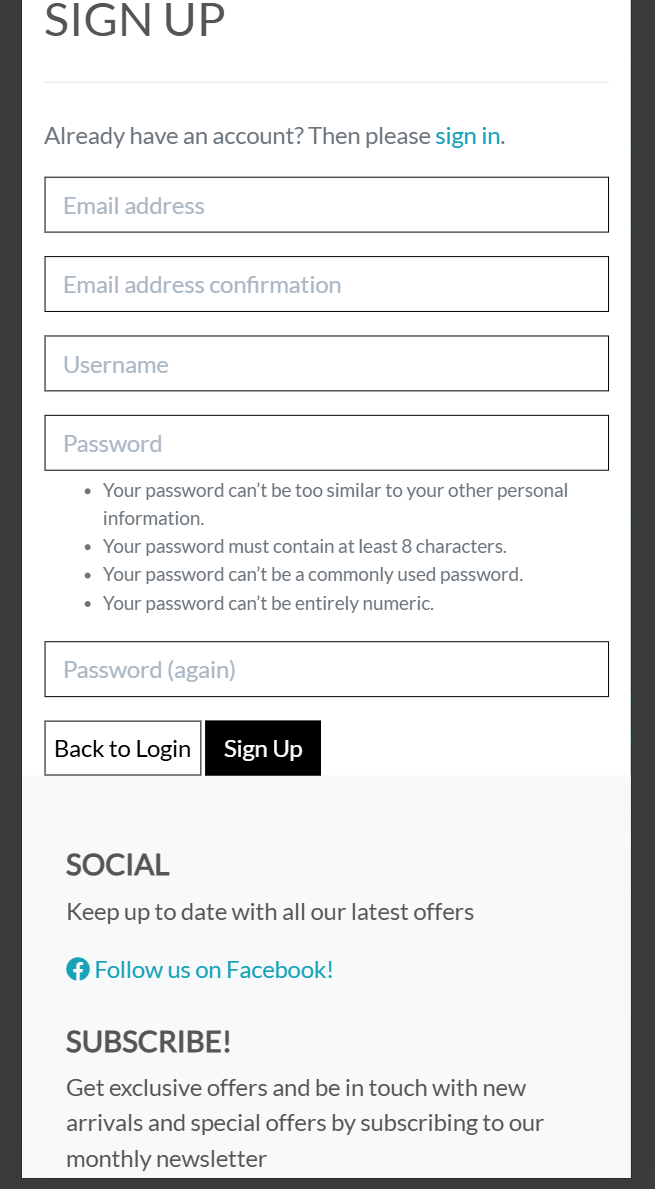 SIGN UP
Already have an account? Then please sign in.
Email address
Email address confirmation
Username
Password
• Your password can’t be too similar to your other personal
information.
• Your password must contain at least 8 characters.
• Your password can’t be a commonly used password.
• Your password can’t be entirely numeric.
Password (again)
Back to Login Sign Up
SOCIAL
Keep up to date with all our latest offers
Follow us on Facebook!
SUBSCRIBE!
Get exclusive offers and be in touch with new
arrivals and special offers by subscribing to our
monthly newsletter